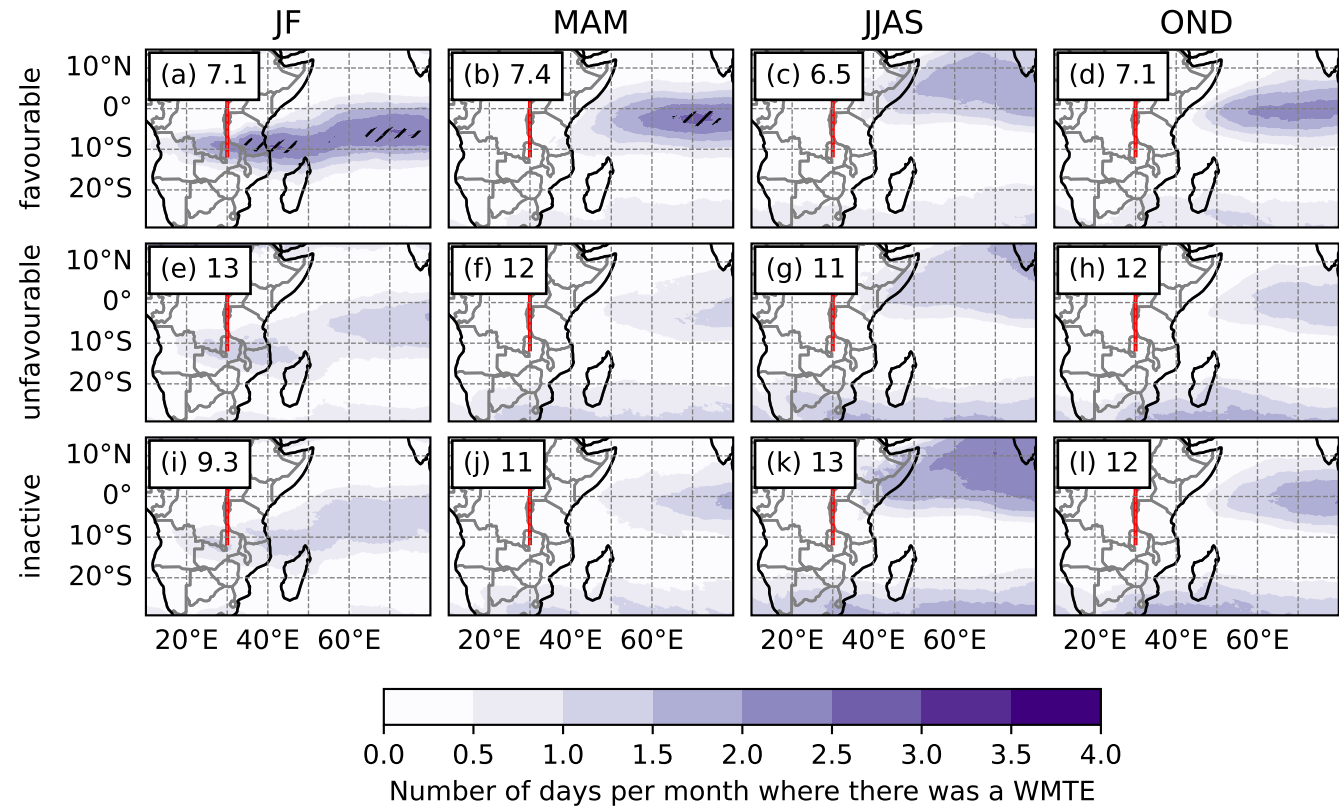 JF MAM JJAS OND
favourable
10°N
0°
10°S
20°S
(a) 7.1
(b) 7.4
(c) 6.5
(d) 7.1
unfavourable
10°N
0°
10°S
20°S
(e) 13
(f) 12
(g) 11
(h) 12
inactive
10°N
0°
10°S
20°S
(i) 9.3
(j) 11
(k) 13
(l) 12
20°E 40°E 60°E 20°E 40°E 60°E 20°E 40°E 60°E 20°E 40°E 60°E
0.0 0.5 1.0 1.5 2.0 2.5 3.0 3.5 4.0
Number of days per month where there was a WMTE